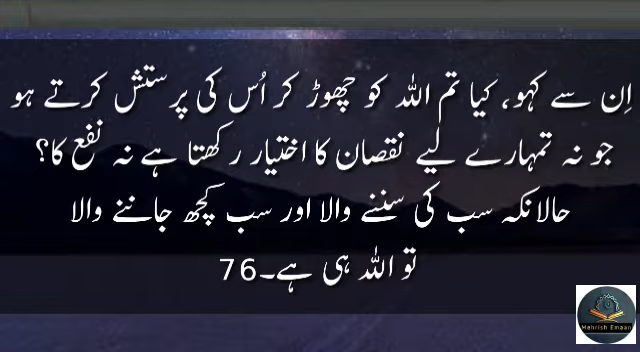 اِن سے کہو، کیا تم اللہ کو چھوڑ کر اُس کی پرستش کرتے ہو
جو نہ تمہارے لیے نقصان کا اختیار رکھتا ہے نہ نفع کا؟
حالانکہ سب کی سننے والا اور سب کچھ جاننے والا
تو اللہ ہی ہے۔76
Mehrish Emaan